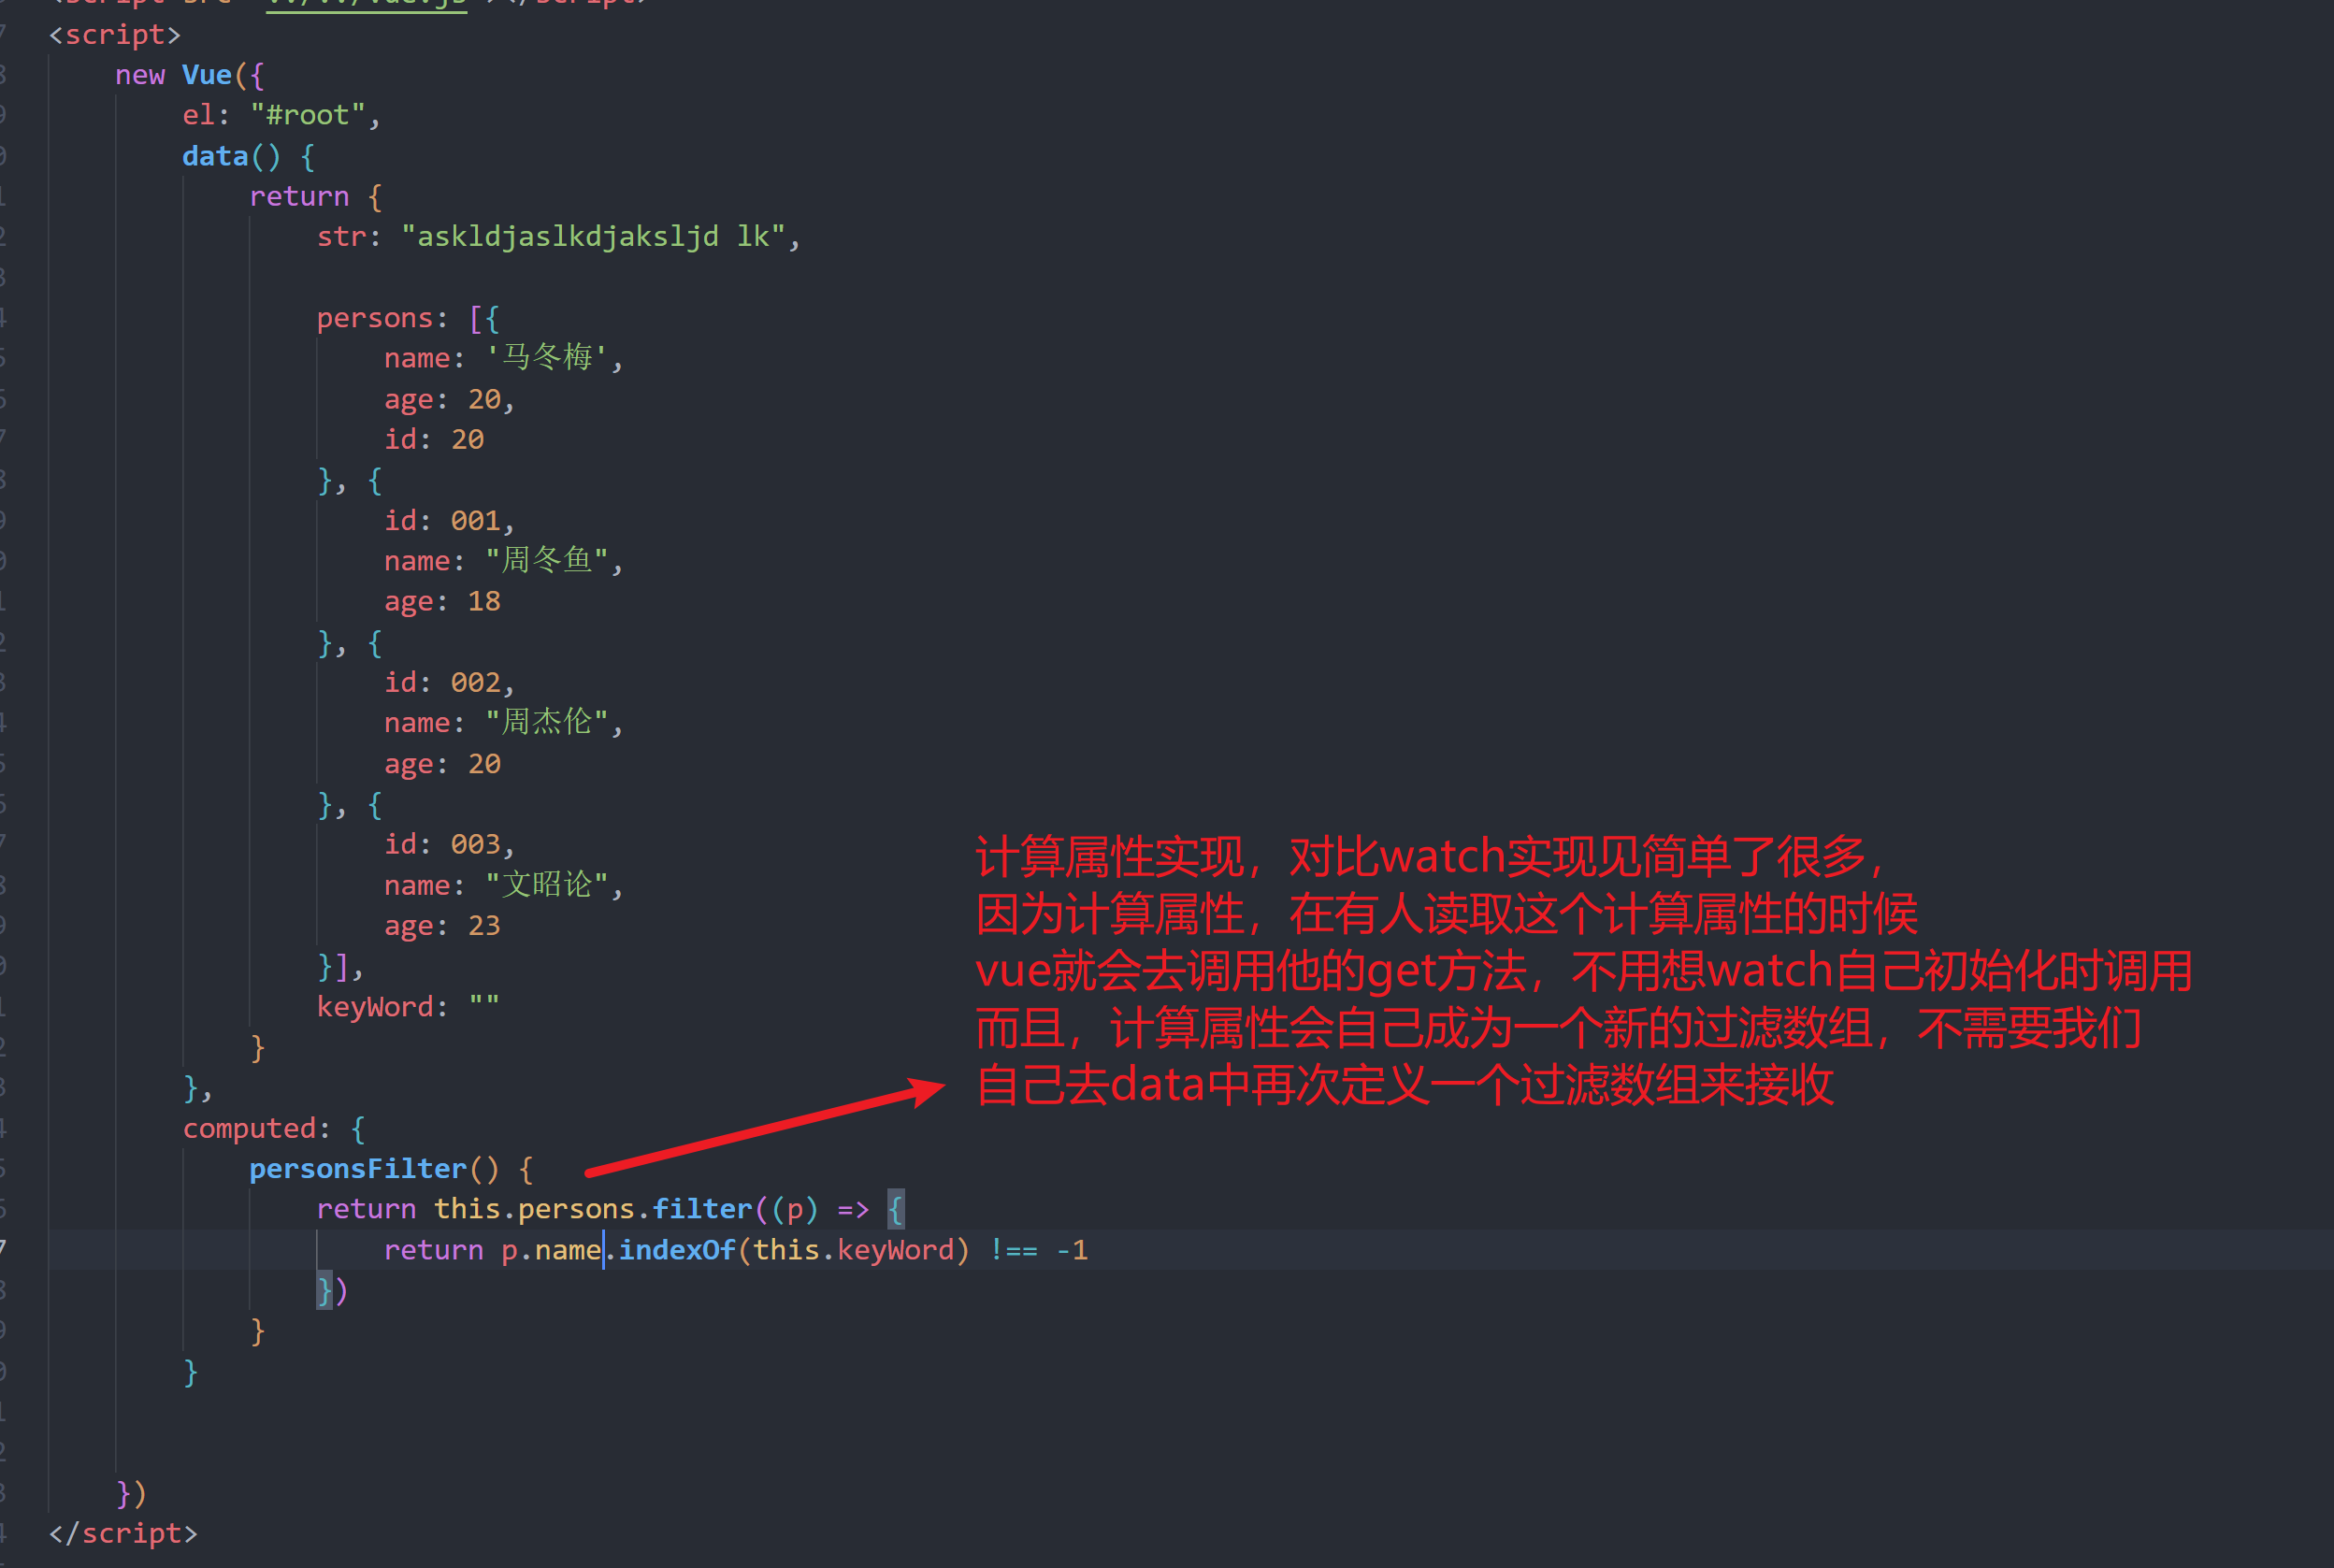 <script>
new Vue({
el: "#root",
data() {
return {
str: "askldjaslkdjaksljd lk",
persons: [{
name: '马冬梅',
age: 20,
id: 20
}, {
id: 001,
name: "周冬鱼",
age: 18
}, {
id: 002,
name: "周杰伦",
age: 20
}, {
id: 003,
name: "文昭论",
age: 23
}],
keyWord: ""
}
},
computed: {
personsFilter() {
return this.persons.filter((p) => {
return p.name.indexOf(this.keyWord) !== -1
})
}
}
})
</script>
计算属性实现，对比watch实现见简单了很多，
因为计算属性，在有人读取这个计算属性的时候
vue就会去调用他的get方法，不用想watch自己初始化时调用
而且，计算属性会自己成为一个新的过滤数组，不需要我们
自己去data中再次定义一个过滤数组来接收